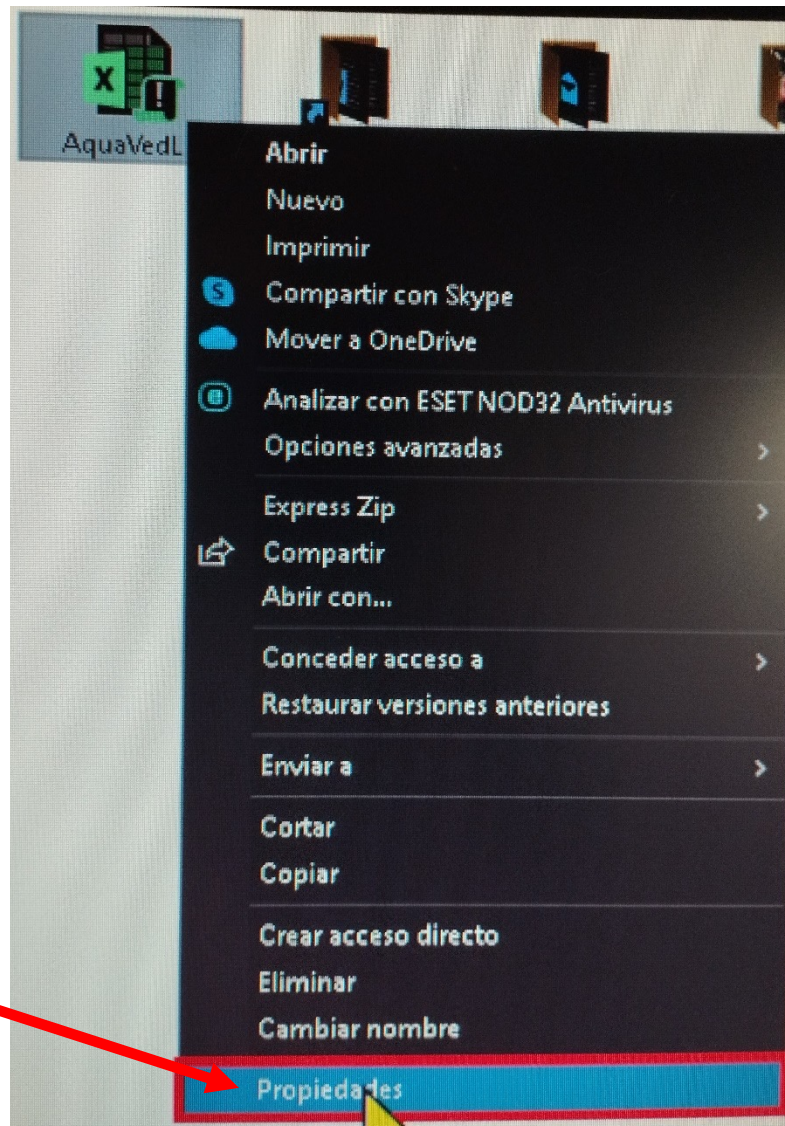 AquaVedL
Abrir
Nuevo
Imprimir
Compartir con Skype
Mover a OneDrive
Analizar con ESET NOD32 Antivirus
Opciones avanzadas
Express Zip
Compartir
Abrir con...
Conceder acceso a
Restaurar versiones anteriores
Enviar a
Cortar
Copiar
Crear acceso directo
Eliminar
Cambiar nombre
Propiedades